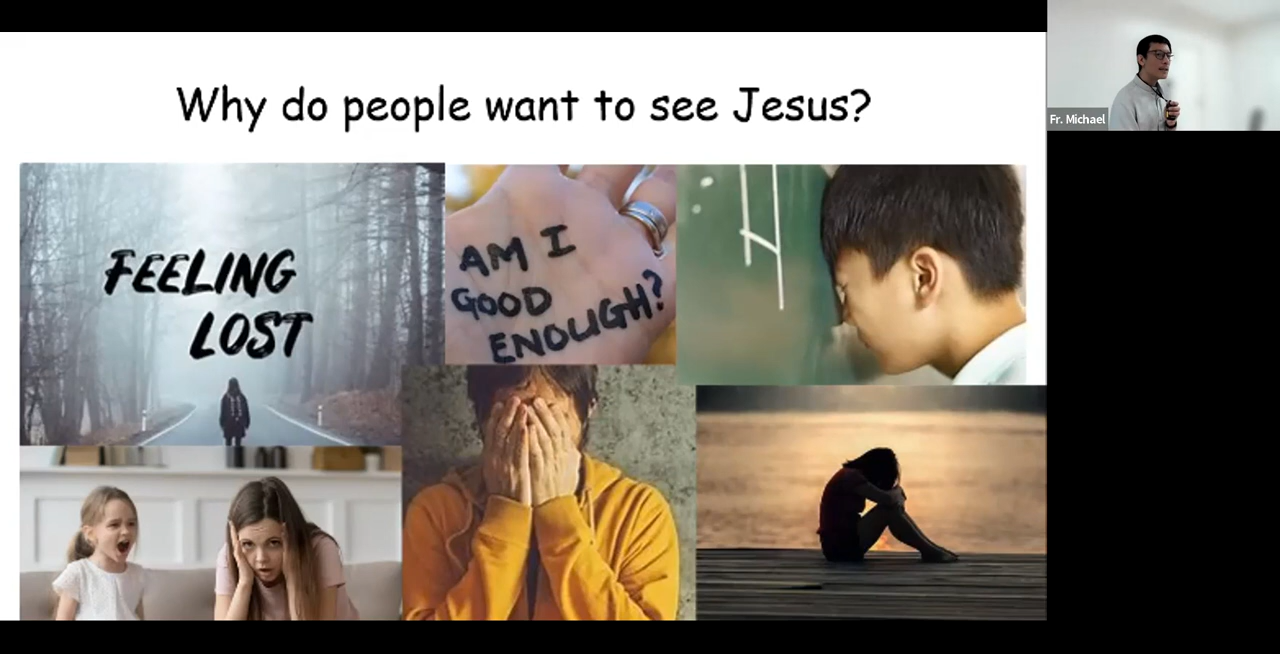 Why do people want to see Jesus?
Fr. Michael
FEELING
LOST
AM I
GOOD
ENOUGH?